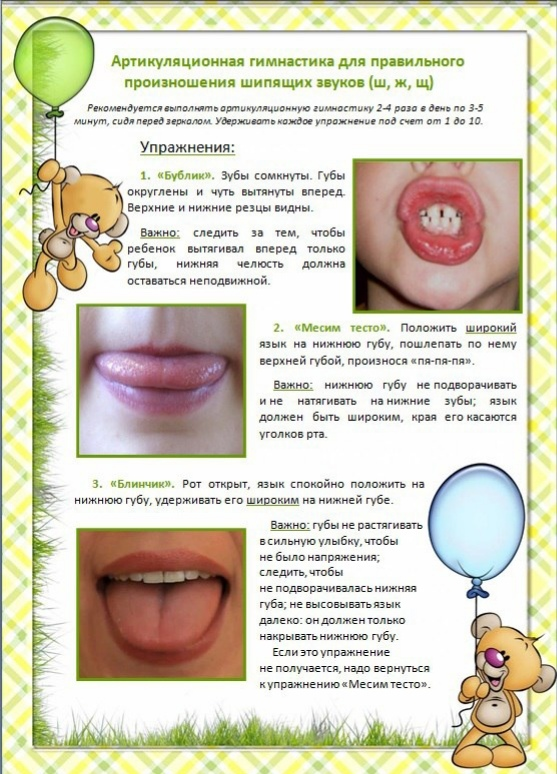 Артикуляционная гимнастика для правильного
произношения шипящих звуков (ш, ж, щ)
Рекомендуется выполнять артикуляционную гимнастику 2-4 раза в день по 3-5
минут, сидя перед зеркалом. Удерживать каждое упражнение под счет от 1 до 10.
Упражнения:
1. «Бублик». Зубы сомкнуты. Губы
округлены и чуть вытянуты вперед.
Верхние и нижние резцы видны.
Важно: следить за тем, чтобы
ребенок вытягивал вперед только
губы, нижняя челюсть должна
оставаться неподвижной.
2. «Месим тесто». Положить широкий
язык на нижнюю губу, пошлепать по нему
верхней губой, произнося «пя-пя-пя».
Важно: нижнюю губу не подворачивать
и не натягивать на нижние зубы; язык
должен быть широким, края его касаются
уголков рта.
3. «Блинчик». Рот открыт, язык спокойно положить на
нижнюю губу, удерживать его широким на нижней губе.
Важно: губы не растягивать
в сильную улыбку, чтобы
не было напряжения;
следить, чтобы
не подворачивалась нижняя
губа; не высовывать язык
далеко: он должен только
накрывать нижнюю губу.
Если это упражнение
не получается, надо вернуться
к упражнению «Месим тесто».